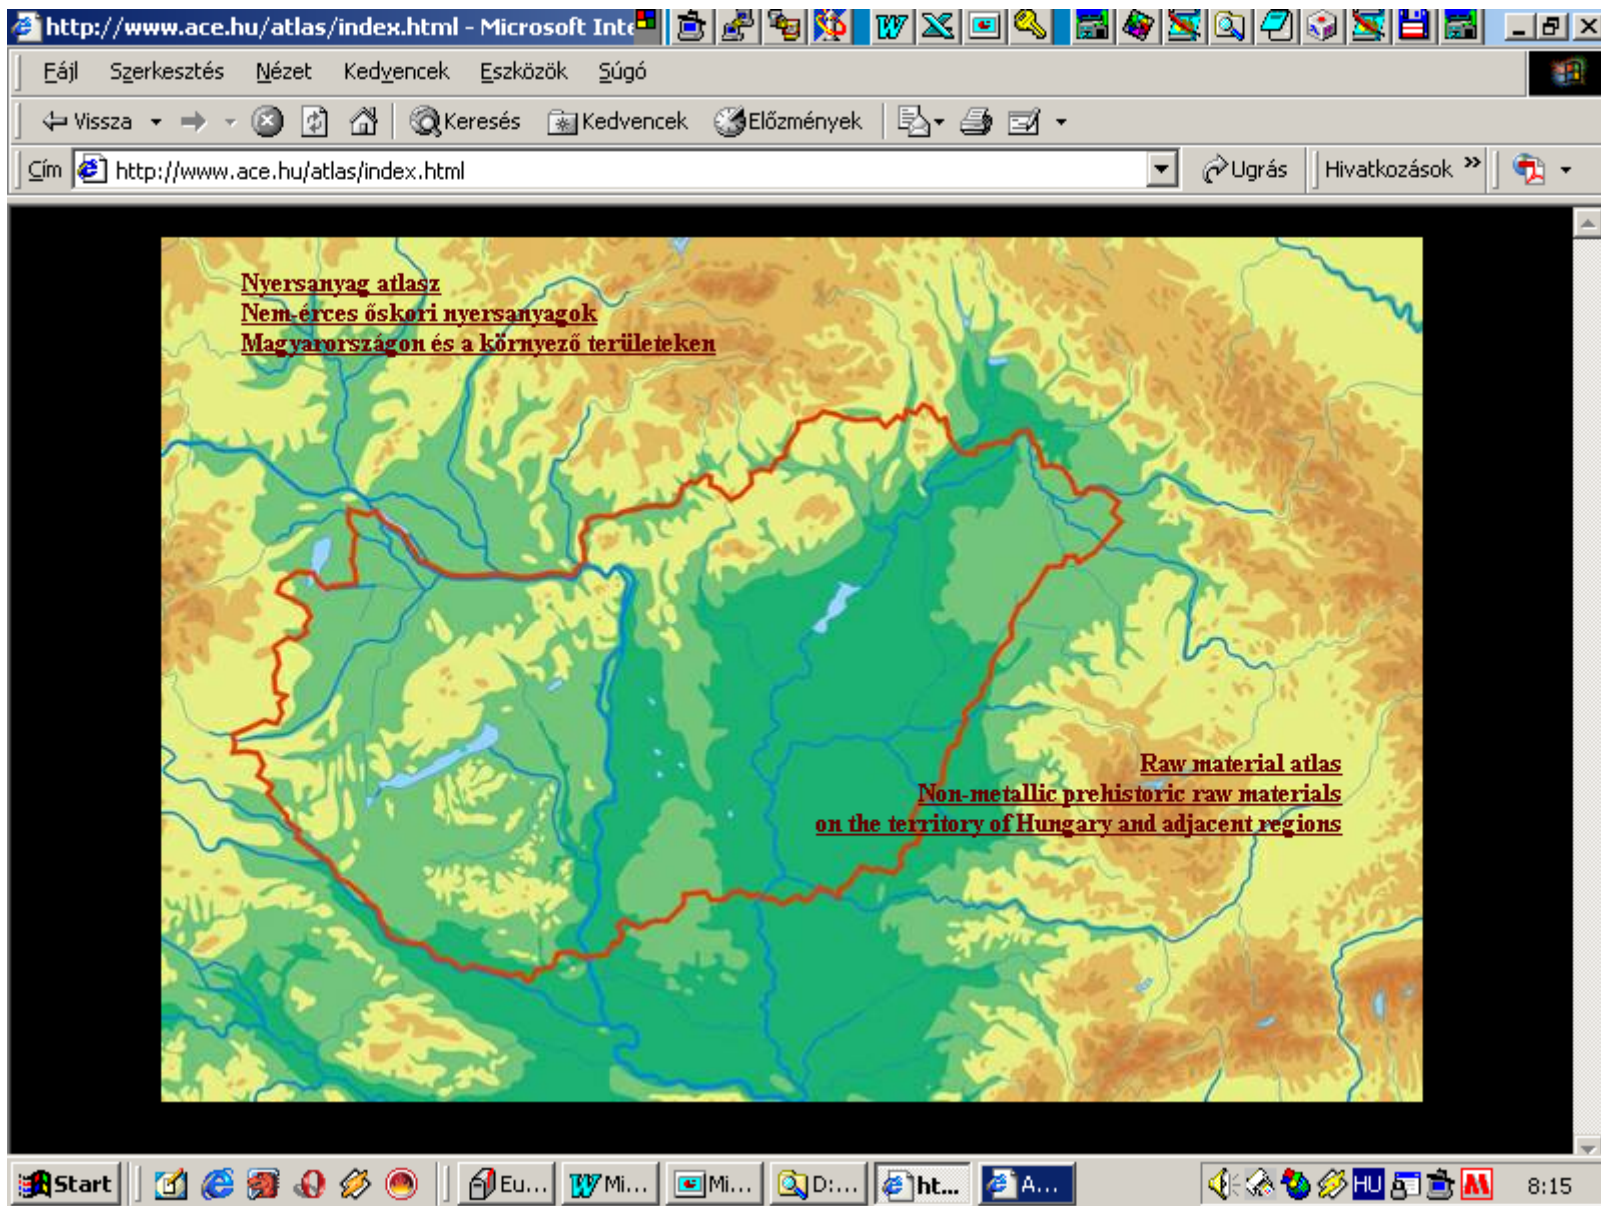 http://www.ace.hu/atlas/index.html - Microsoft Inte
Fájl Szerkesztés Nézet Kedvencek Eszközök Súgó
Vissza Keresés Kedvencek Előzmények
Cím http://www.ace.hu/atlas/index.html Ugrás Hivatkozások »
Nyersanyag atlasz
Nem-érces őskori nyersanyagok
Magyarországon és a környező területeken
Raw material atlas
Non-metallic prehistoric raw materials
on the territory of Hungary and adjacent regions
Start Eu... Mi... Mi... D:... ht... A... HU 8:15